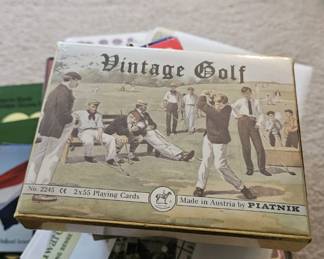 Vintage Golf
No. 2245 CE 2x55 Playing Cards
Made in Austria by PIATNIK